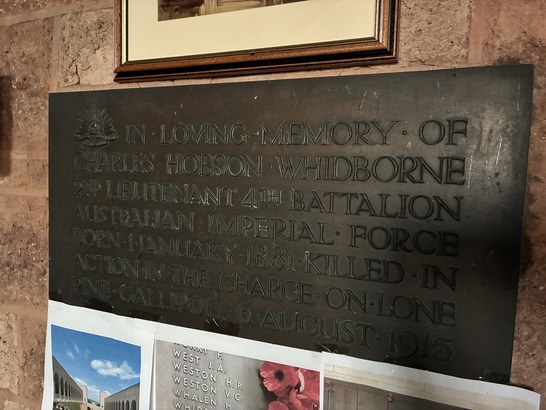 IN · LOVING · MEMORY · OF
CHARLES · HOBSON WHIDBORNE
2ND LIEUTENANT 4TH BATTALION
AUSTRALIAN · IMPERIAL · FORCE
BORN · 1 · JANUARY · 1881 · KILLED · IN
ACTION · IN · THE · CHARGE · ON · LONE
PINE · GALLIPOLI · 6 AUGUST · 1915
WEST J.A.
WESTON H.P.
WESTON V.C.
WHALEN H.